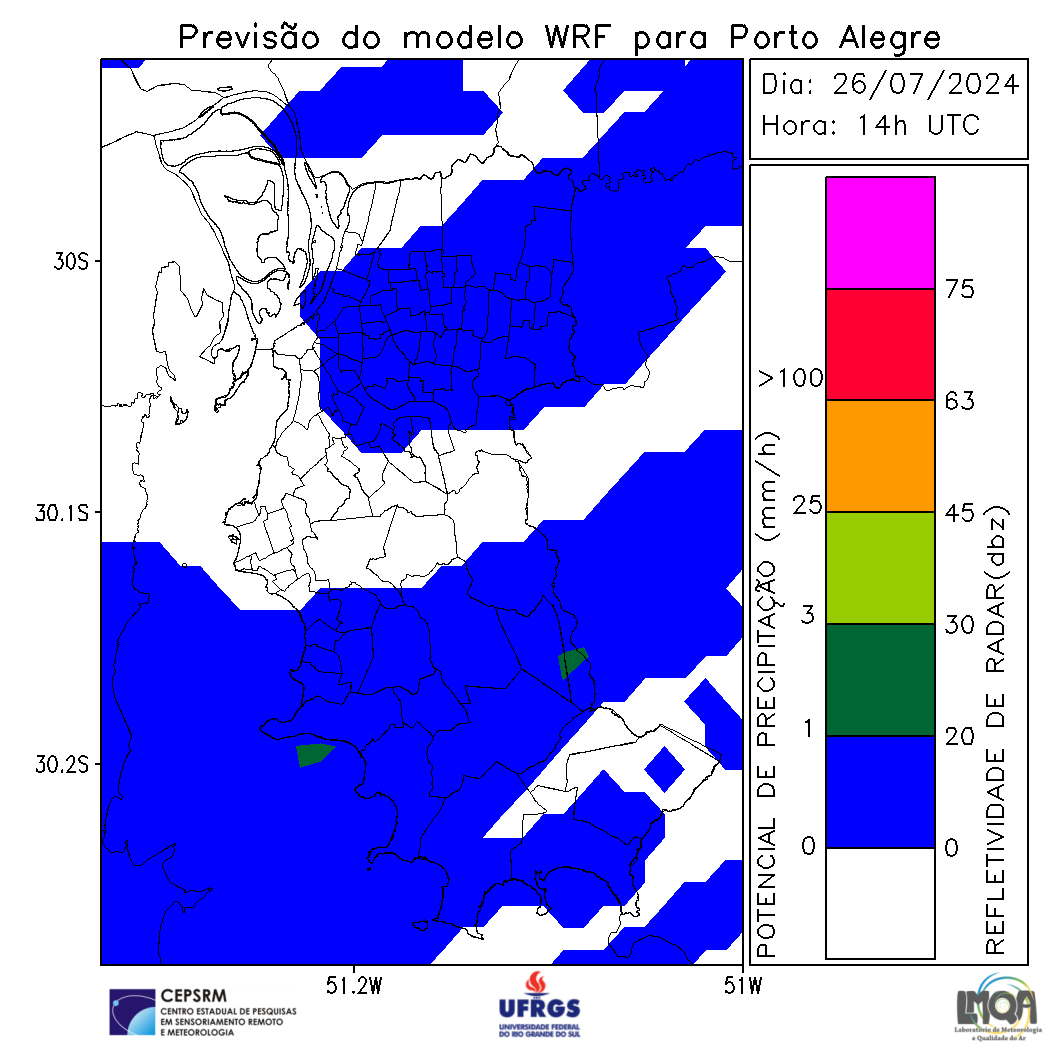 Previsão do modelo WRF para Porto Alegre
Dia: 26/07/2024
Hora: 14h UTC
30S
30.1S
30.2S
51.2W
51W
POTENCIAL DE PRECIPITAÇÃO (mm/h)
>100
25
3
1
0
75
63
45
30
20
0
REFLETIVIDADE DE RADAR(dbz)
CEPSRM
CENTRO ESTADUAL DE PESQUISAS
EM SENSORIAMENTO REMOTO
E METEOROLOGIA
UFRGS
UNIVERSIDADE FEDERAL
DO RIO GRANDE DO SUL
LMQA
Laboratório de Meteorologia
e Qualidade do Ar